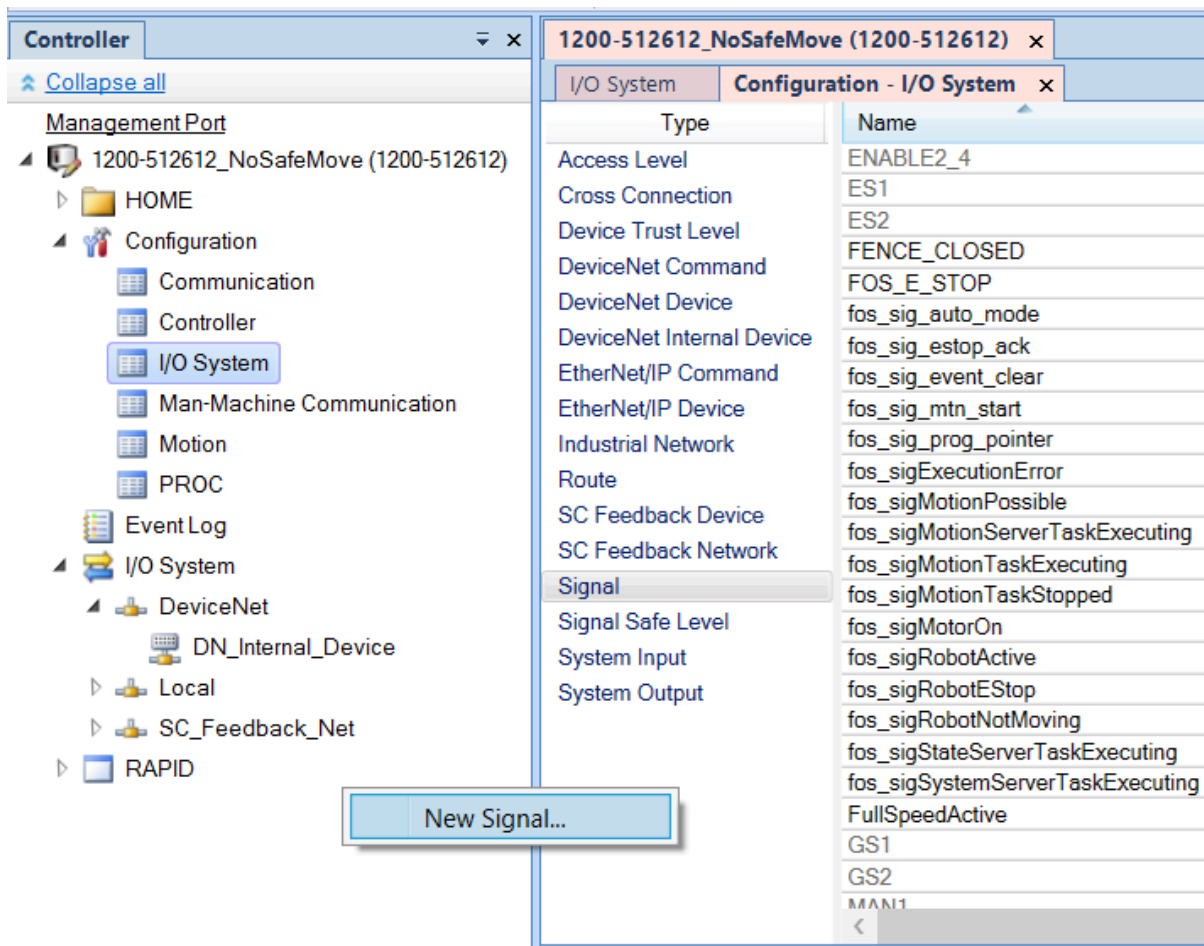 Controller
Collapse all
Management Port
1200-512612_NoSafeMove (1200-512612)
HOME
Configuration
Communication
Controller
I/O System
Man-Machine Communication
Motion
PROC
Event Log
I/O System
DeviceNet
DN_Internal_Device
Local
SC_Feedback_Net
RAPID
New Signal...
1200-512612_NoSafeMove (1200-512612)
I/O System
Configuration - I/O System
Type
Access Level
Cross Connection
Device Trust Level
DeviceNet Command
DeviceNet Device
DeviceNet Internal Device
EtherNet/IP Command
EtherNet/IP Device
Industrial Network
Route
SC Feedback Device
SC Feedback Network
Signal
Signal Safe Level
System Input
System Output
Name
ENABLE2_4
ES1
ES2
FENCE_CLOSED
FOS_E_STOP
fos_sig_auto_mode
fos_sig_estop_ack
fos_sig_event_clear
fos_sig_mtn_start
fos_sig_prog_pointer
fos_sigExecutionError
fos_sigMotionPossible
fos_sigMotionServerTaskExecuting
fos_sigMotionTaskExecuting
fos_sigMotionTaskStopped
fos_sigMotorOn
fos_sigRobotActive
fos_sigRobotEStop
fos_sigRobotNotMoving
fos_sigStateServerTaskExecuting
fos_sigSystemServerTaskExecuting
FullSpeedActive
GS1
GS2
MAN1